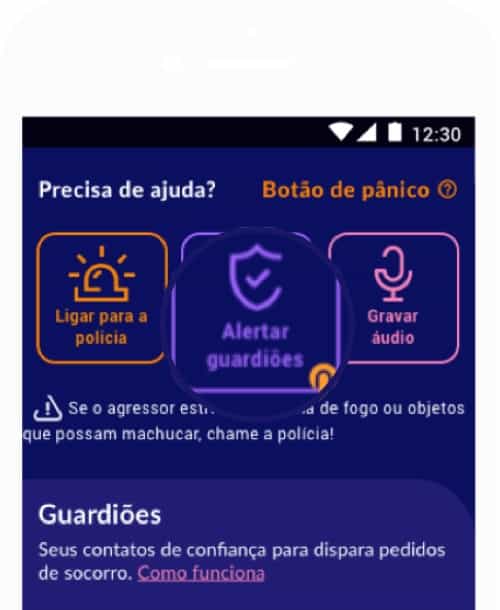 12:30
Precisa de ajuda?
Botão de pânico ?
Ligar para a
polícia
Alertar
guardiões
Gravar
áudio
Se o agressor de fogo ou objetos
que possam machucar, chame a polícia!
Guardiões
Seus contatos de confiança para dispara pedidos
de socorro. Como funciona